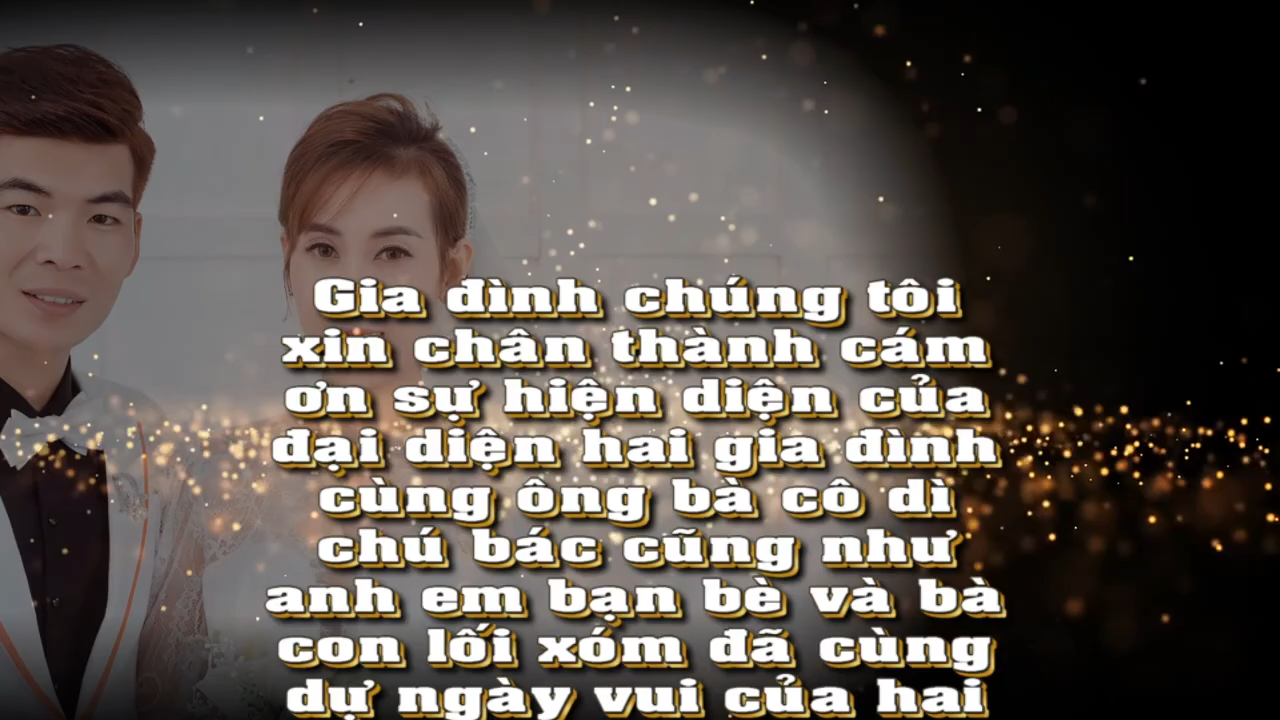 Gia đình chúng tôi
xin chân thành cám
ơn sự hiện diện của
đại diện hai gia đình
cùng ông bà cô dì
chú bác cũng như
anh em bạn bè và bà
con lối xóm đã cùng
dự ngày vui của hai